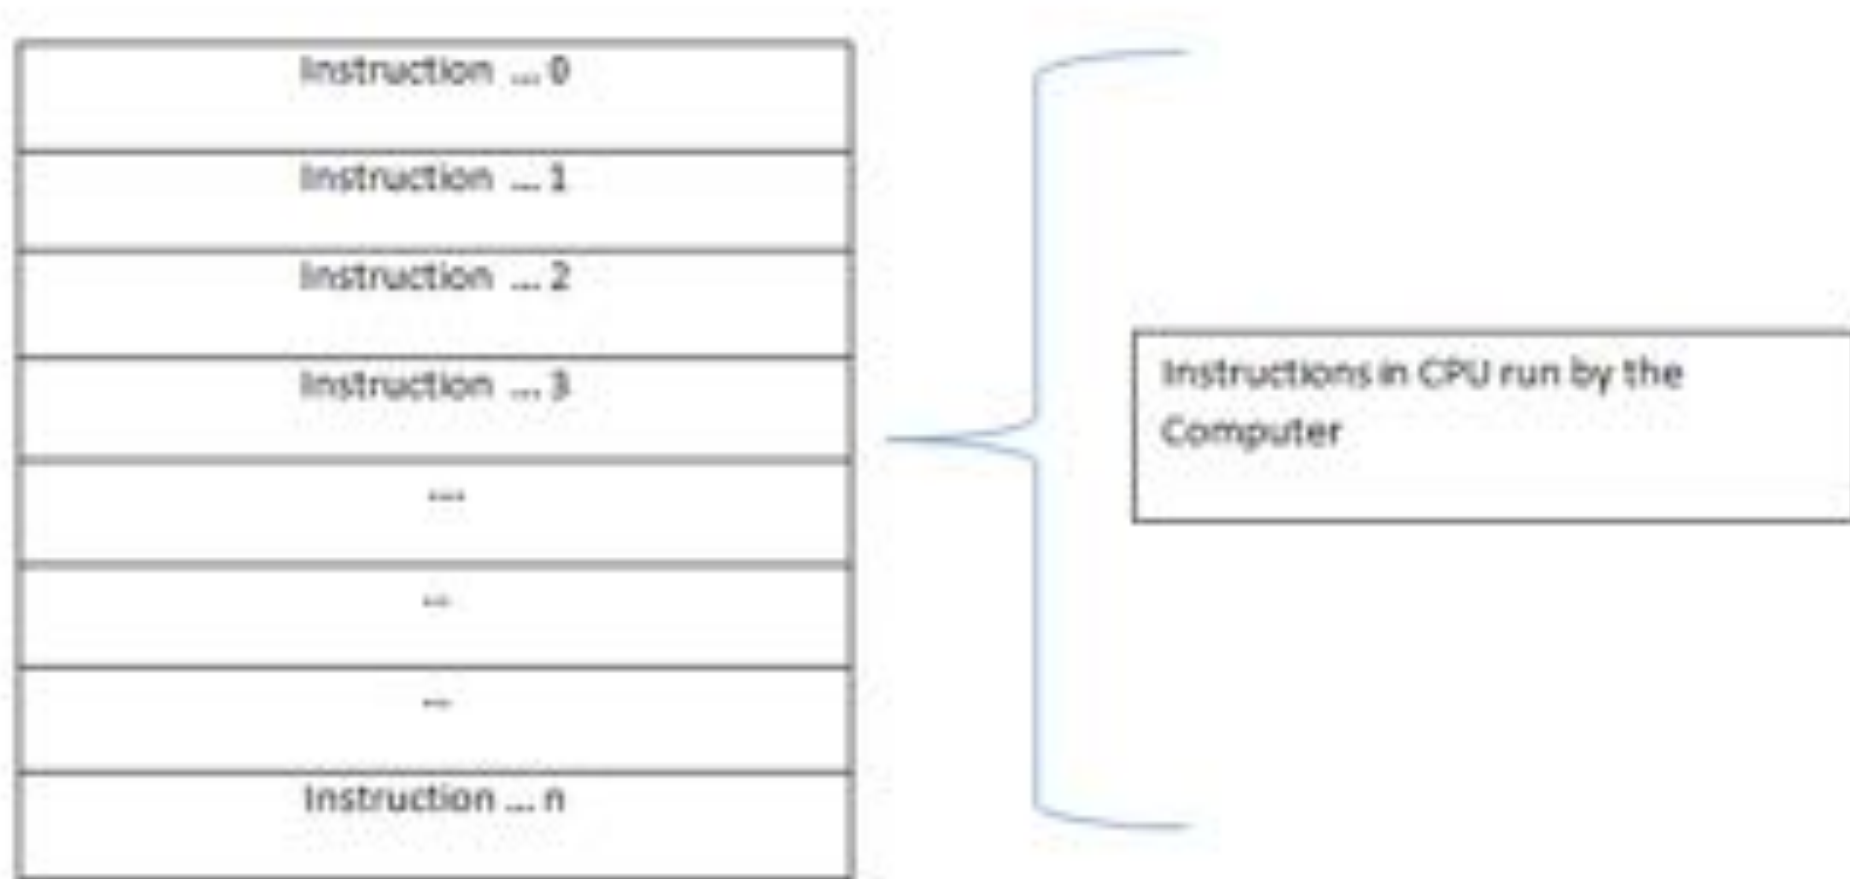 Instruction ... 0
Instruction ... 1
Instruction ... 2
Instruction ... 3
....
...
...
Instruction ... n
Instructions in CPU run by the
Computer